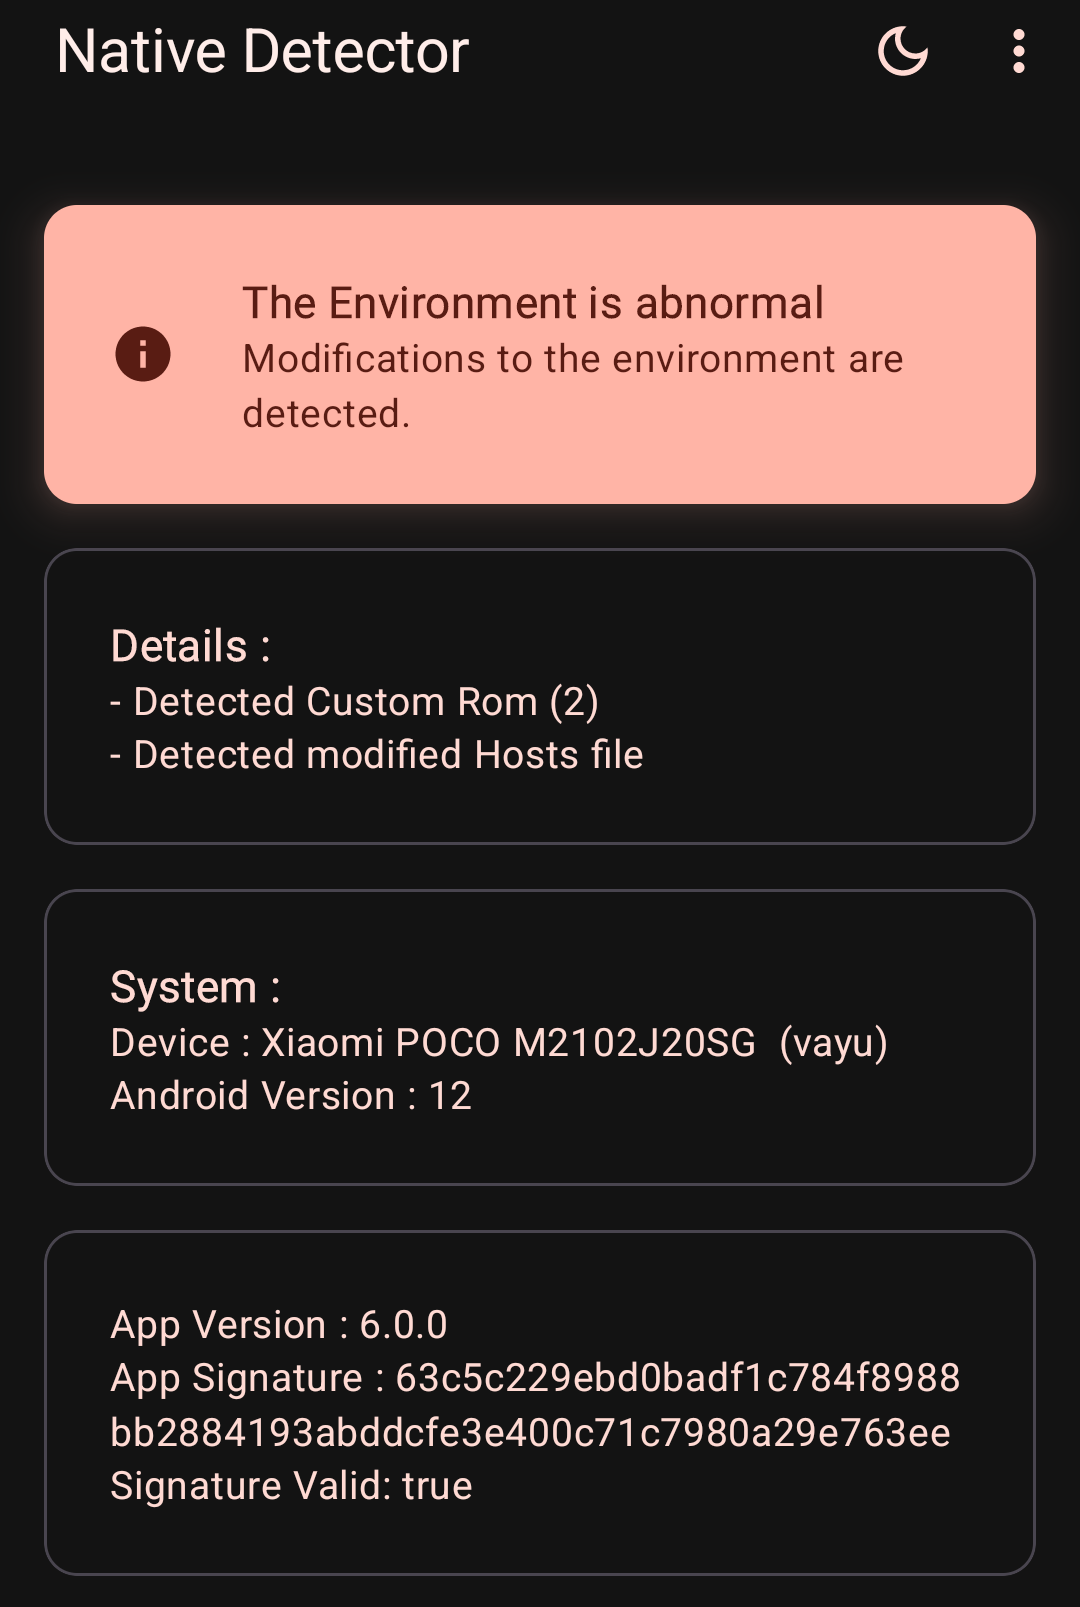 Native Detector
The Environment is abnormal
Modifications to the environment are
detected.
Details :
- Detected Custom Rom (2)
- Detected modified Hosts file
System :
Device : Xiaomi POCO M2102J20SG  (vayu)
Android Version : 12
App Version : 6.0.0
App Signature : 63c5c229ebd0badf1c784f8988
bb2884193abddcfe3e400c71c7980a29e763ee
Signature Valid: true